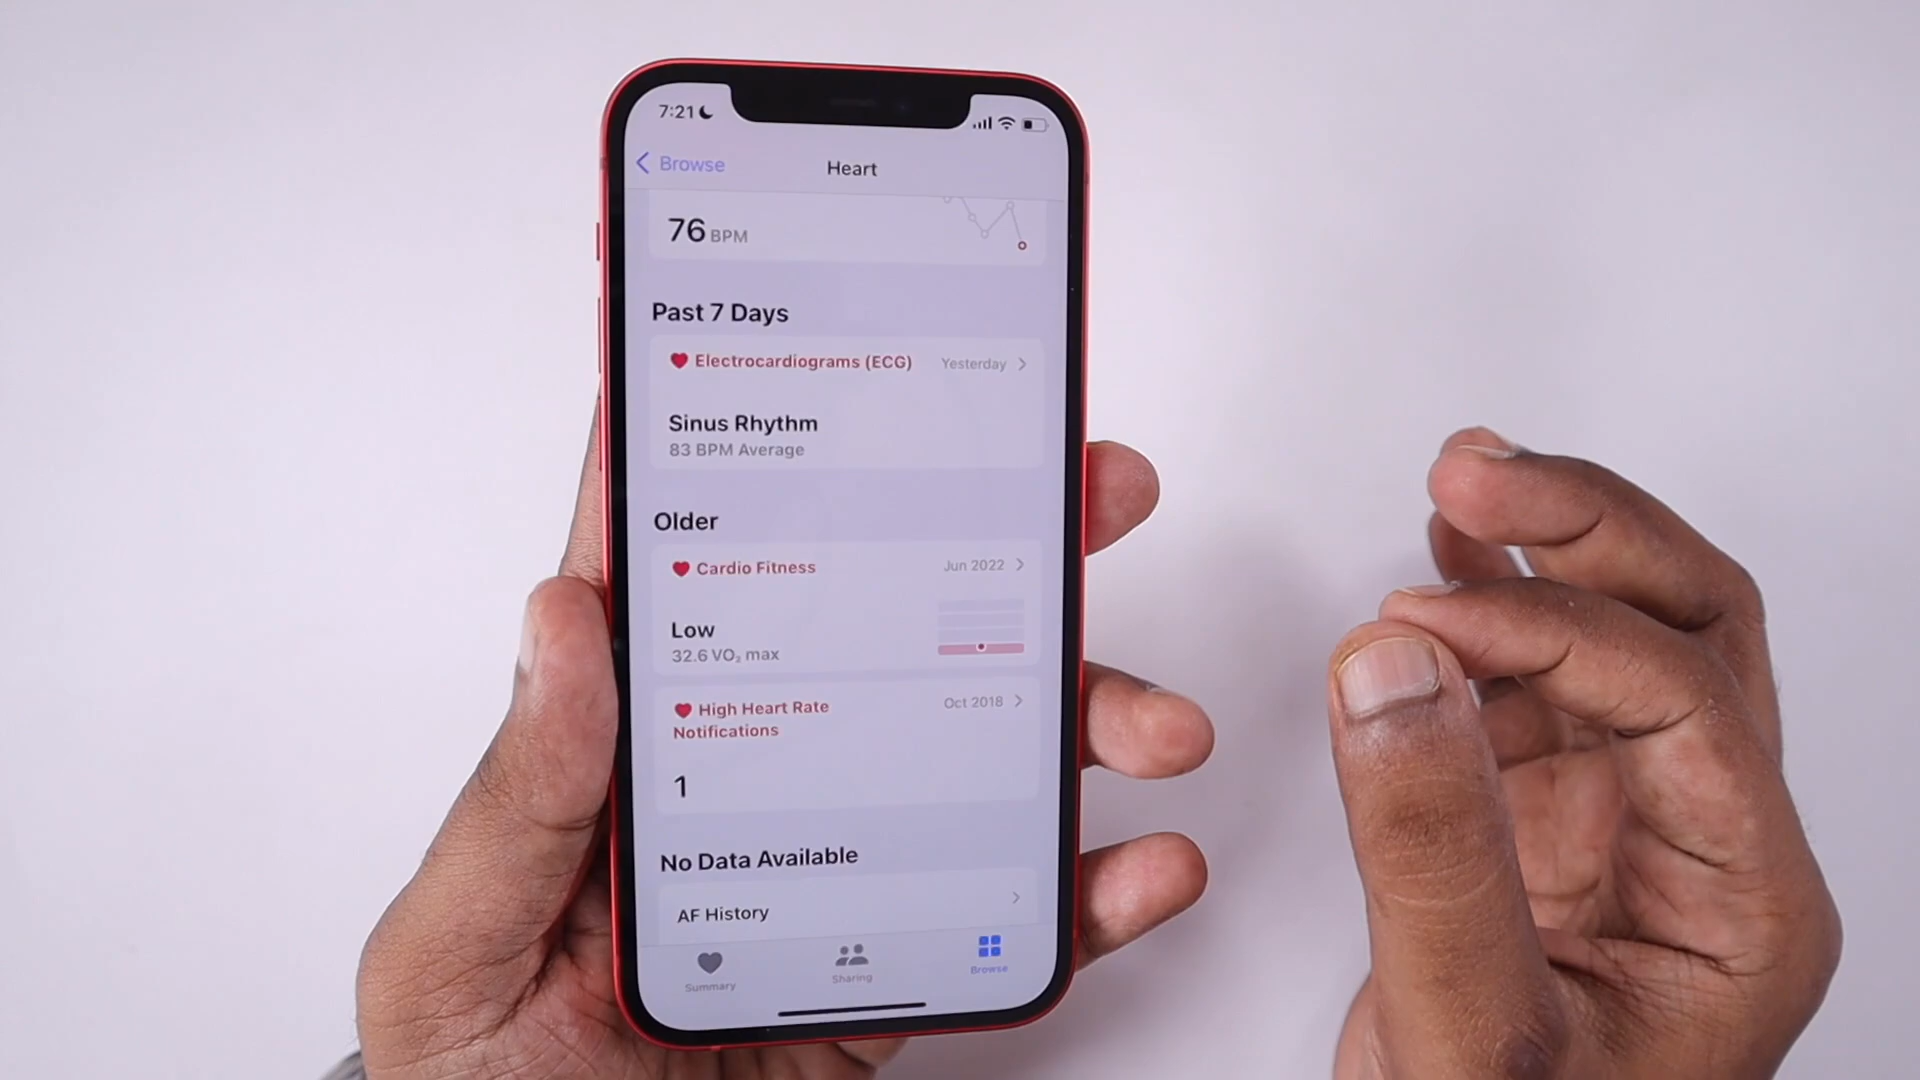 7:21
Browse
Heart
76 BPM
Past 7 Days
Electrocardiograms (ECG)
Yesterday
Sinus Rhythm
83 BPM Average
Older
Cardio Fitness
Jun 2022
Low
32.6 VO₂ max
High Heart Rate
Notifications
Oct 2018
1
No Data Available
AF History
Summary
Sharing
Browse